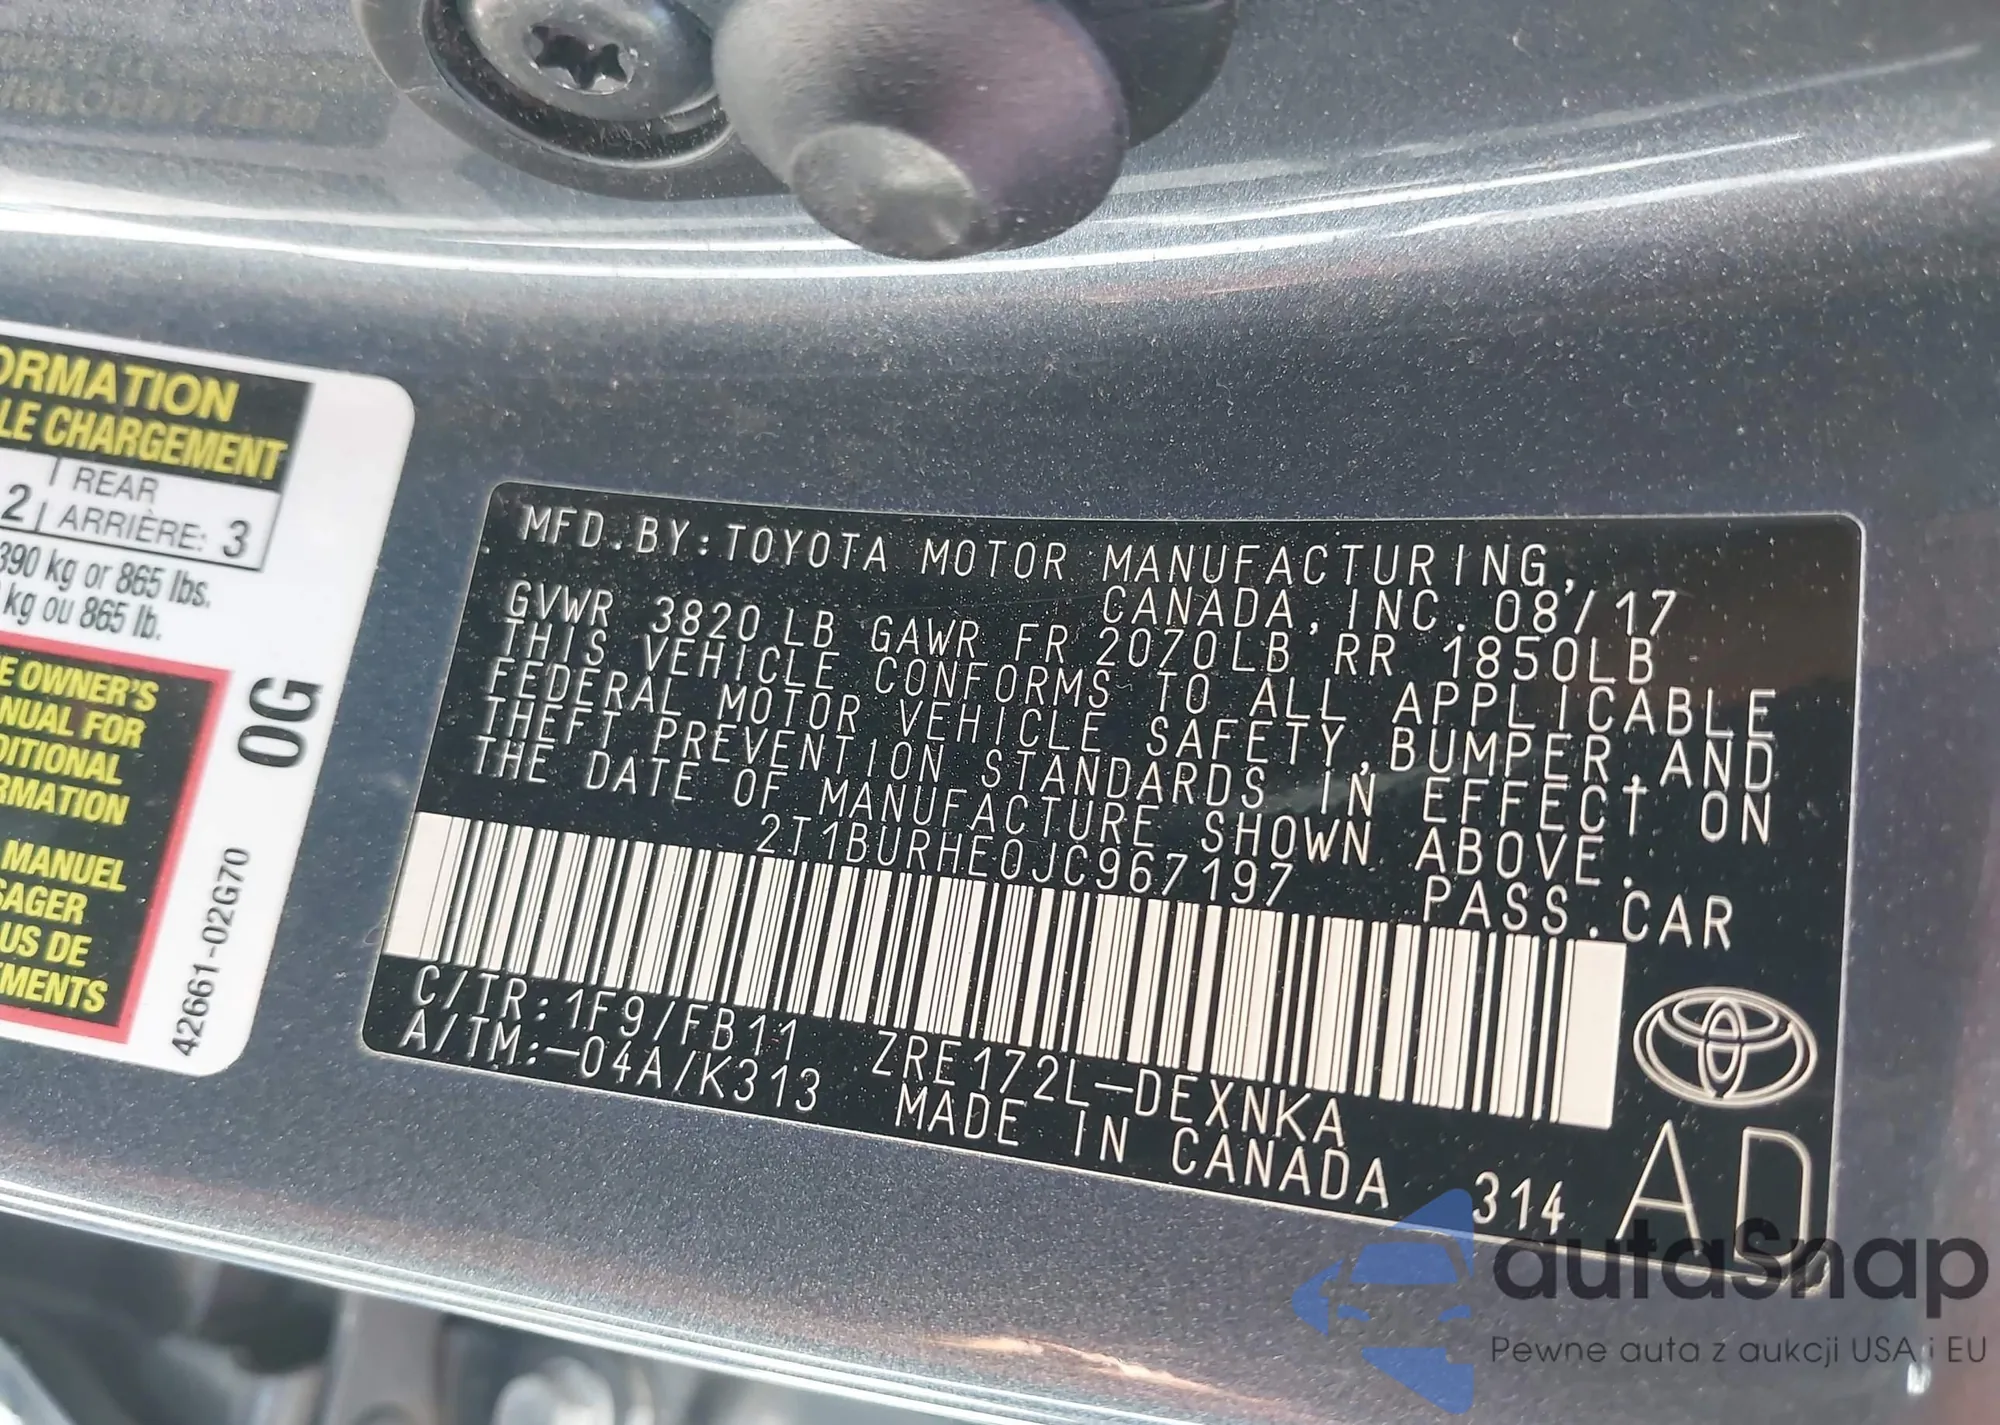 ORMATION
LE CHARGEMENT
2 REAR
ARRIÈRE: 3
390 kg or 865 lbs.
kg ou 865 lb.
E OWNER'S
NUAL FOR
DITIONAL
RMATION
MANUEL
SAGER
US DE
MENTS
0G
42661-02G70
MFD.BY:TOYOTA MOTOR MANUFACTURING,
CANADA,INC. 08/17
GVWR 3820LB GAWR FR 2070LB RR 1850LB
THIS VEHICLE CONFORMS TO ALL APPLICABLE
FEDERAL MOTOR VEHICLE SAFETY,BUMPER,AND
THEFT PREVENTION STANDARDS IN EFFECT ON
THE DATE OF MANUFACTURE SHOWN ABOVE.
2T1BURHE0JC967197 PASS.CAR
C/TR:1F9/FB11 ZRE172L-DEXNKA
A/TM:-04A/K313 MADE IN CANADA 314
AD
autaSnap
Pewne auta z aukcji USA i EU